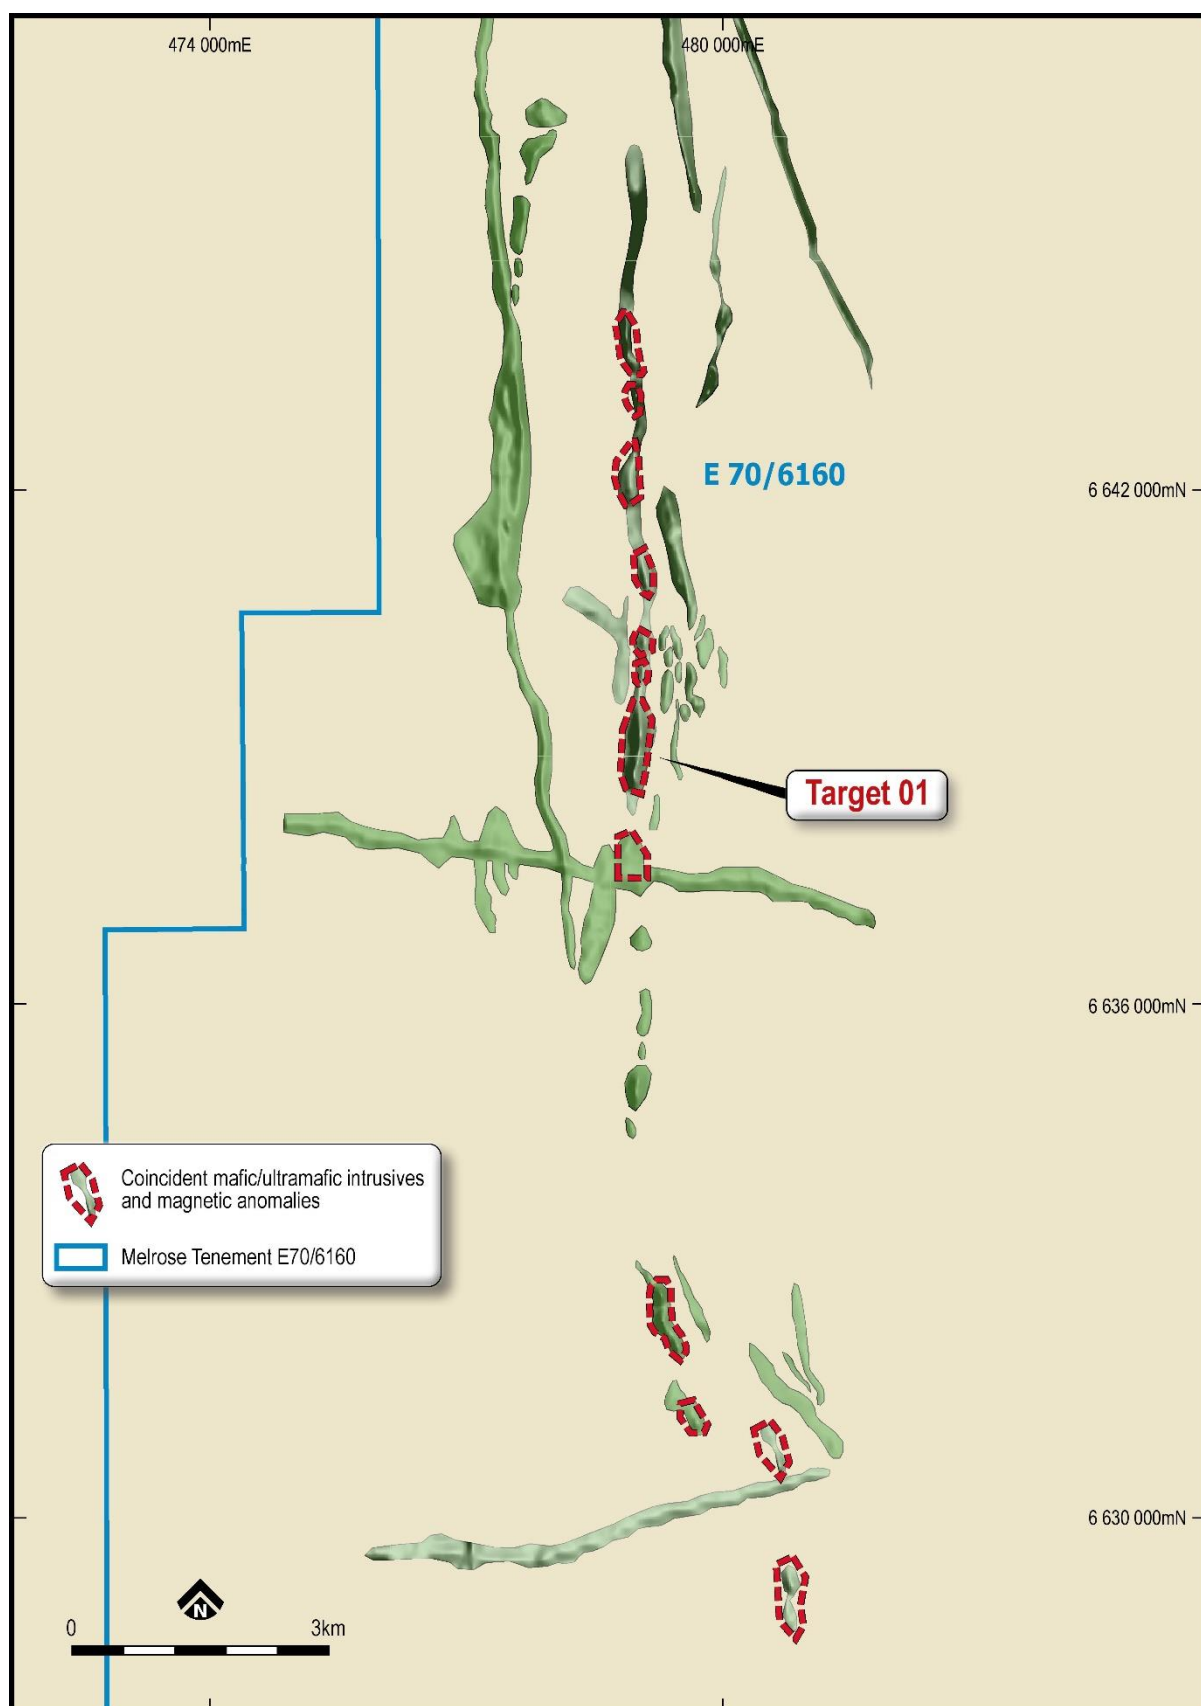 474 000mE
480 000mE
E 70/6160
6 642 000mN
Target 01
6 636 000mN
Coincident mafic/ultramafic intrusives
and magnetic anomalies
Melrose Tenement E70/6160
6 630 000mN
N
0
3km